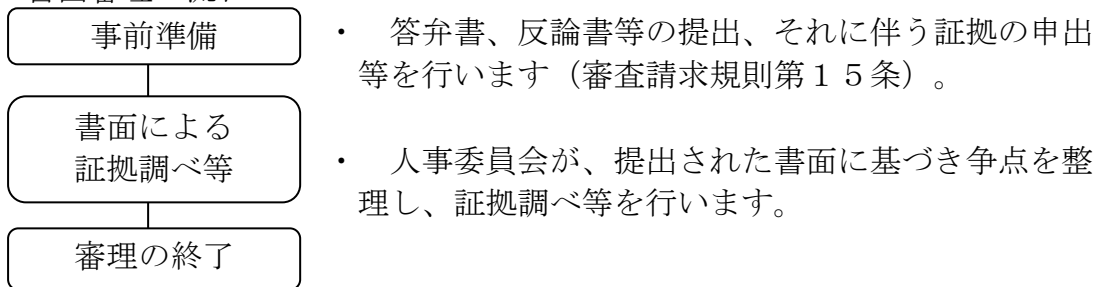 事前準備
・　答弁書、反論書等の提出、それに伴う証拠の申出
等を行います（審査請求規則第１５条）。
書面による
証拠調べ等
・　人事委員会が、提出された書面に基づき争点を整
理し、証拠調べ等を行います。
審理の終了